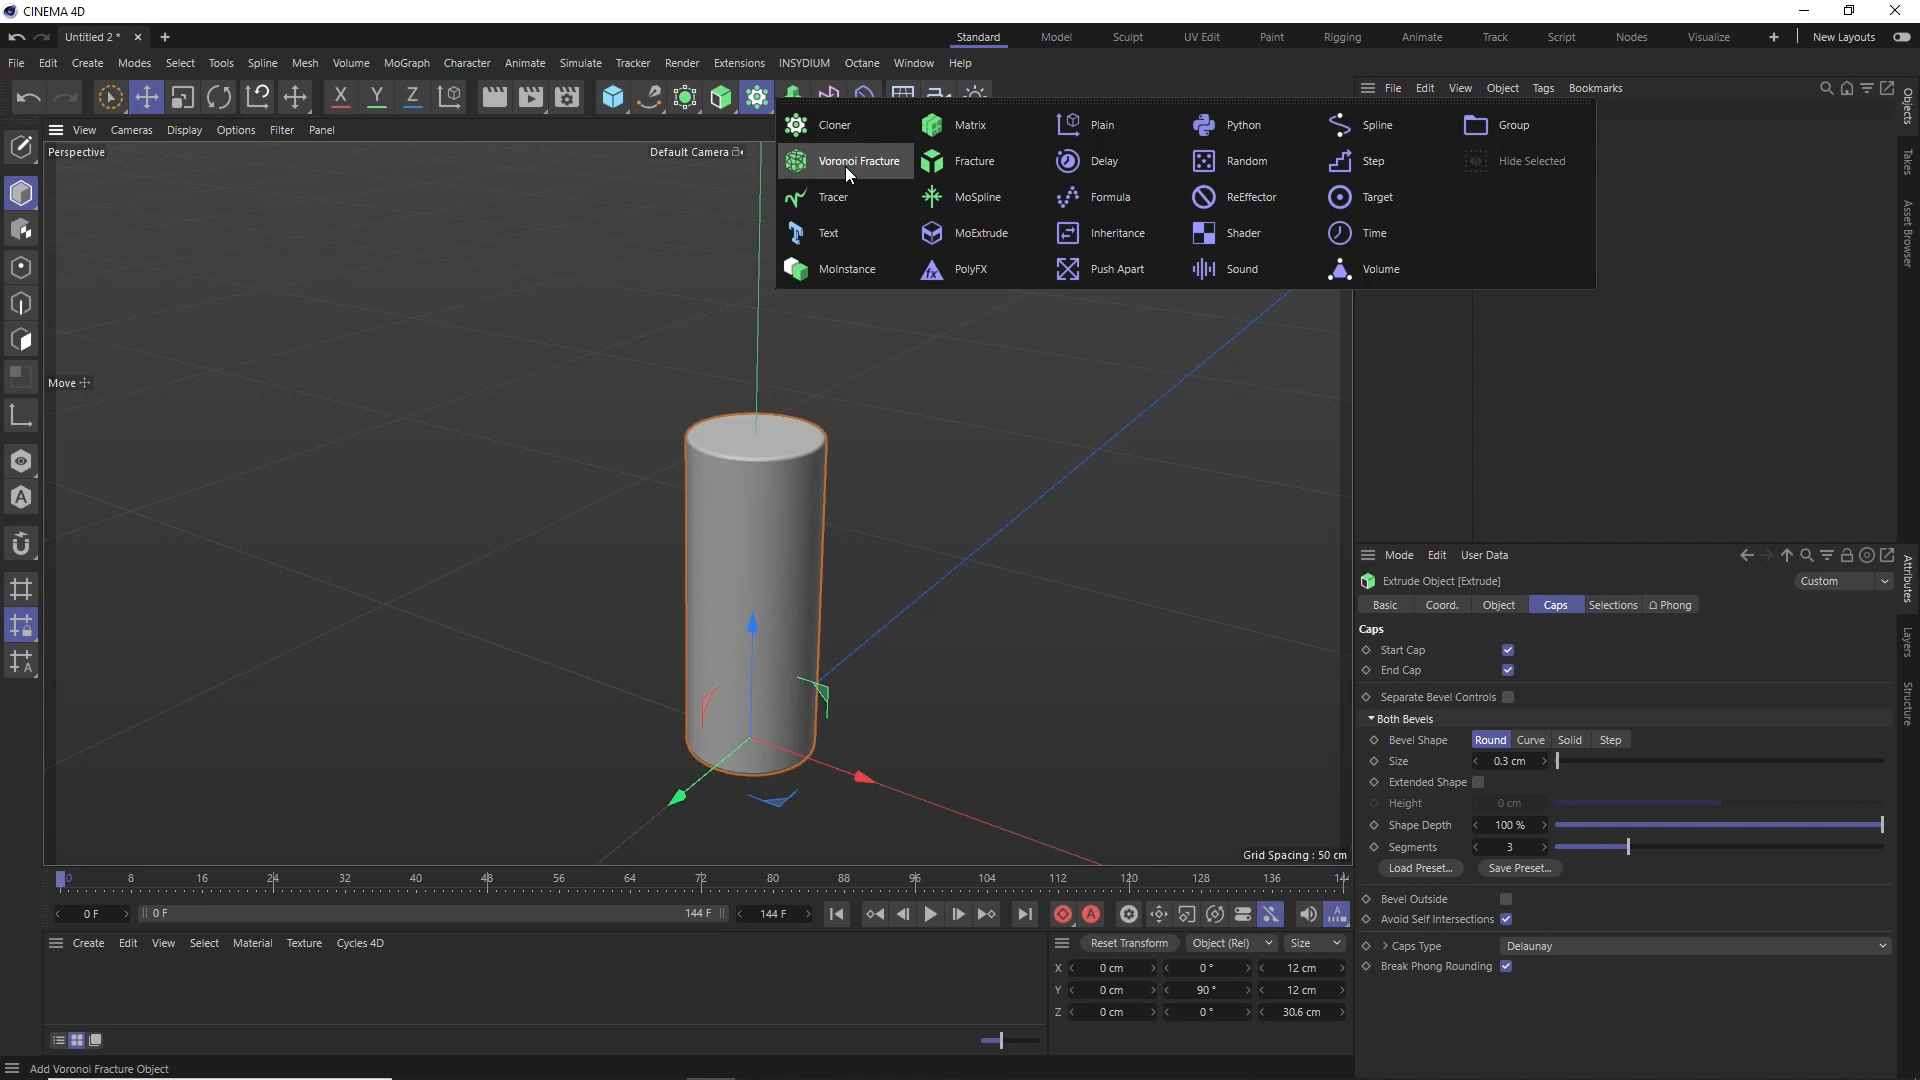 CINEMA 4D
Untitled 2 *
Standard Model Sculpt UV Edit Paint Rigging Animate Track Script Nodes Visualize New Layouts
File Edit Create Modes Select Tools Spline Mesh Volume MoGraph Character Animate Simulate Tracker Render Extensions INSYDIUM Octane Window Help
X Y Z
File Edit View Object Tags Bookmarks
Objects
Takes
Asset Browser
View Cameras Display Options Filter Panel
Perspective
Default Camera
Cloner Matrix Plain Python Spline Group
Voronoi Fracture Fracture Delay Random Step Hide Selected
Tracer MoSpline Formula ReEffector Target
Text MoExtrude Inheritance Shader Time
MoInstance PolyFX Push Apart Sound Volume
Move
Grid Spacing : 50 cm
Mode Edit User Data
Attributes
Layers
Structure
Extrude Object [Extrude]
Custom
Basic Coord. Object Caps Selections Phong
Caps
Start Cap
End Cap
Separate Bevel Controls
Both Bevels
Bevel Shape Round Curve Solid Step
Size 0.3 cm
Extended Shape
Height 0 cm
Shape Depth 100 %
Segments 3
Load Preset... Save Preset...
Bevel Outside
Avoid Self Intersections
Caps Type Delaunay
Break Phong Rounding
0 8 16 24 32 40 48 56 64 72 80 88 96 104 112 120 128 136 144
0 F 0 F 144 F 144 F
Create Edit View Select Material Texture Cycles 4D
Reset Transform Object (Rel) Size
X 0 cm 0 ° 12 cm
Y 0 cm 90 ° 12 cm
Z 0 cm 0 ° 30.6 cm
Add Voronoi Fracture Object